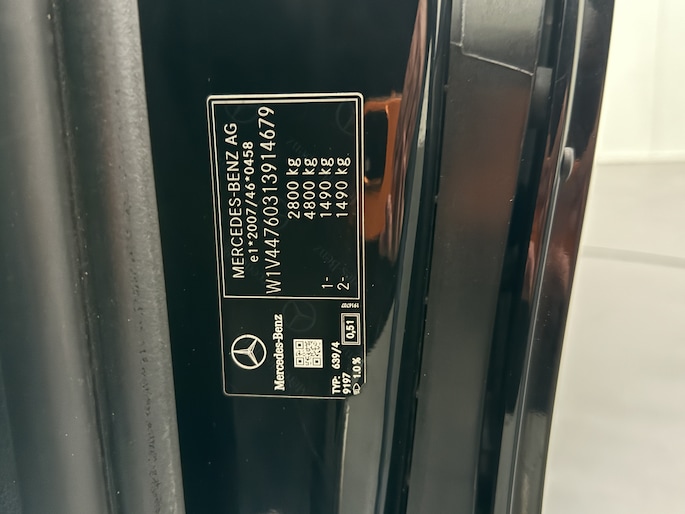 MERCEDES-BENZ AG
e1*2007/46*0458
W1V44760313914679
2800 kg
4800 kg
1- 1490 kg
2- 1490 kg
Mercedes-Benz
TYP: 639/4
9197
0,51
1.0 %